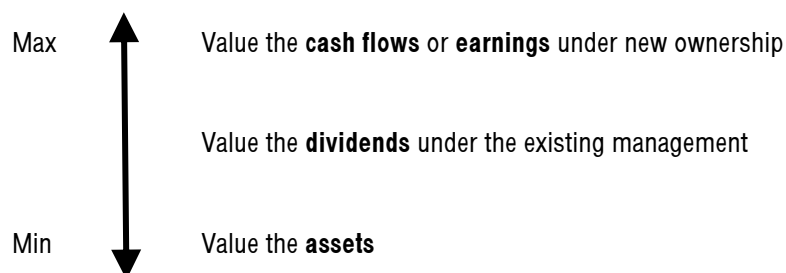 Max Value the cash flows or earnings under new ownership
Value the dividends under the existing management
Min Value the assets